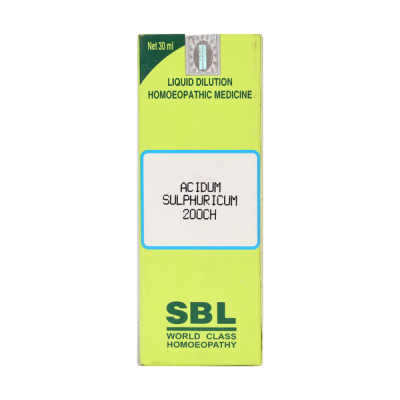 Net 30 ml
LIQUID DILUTION
HOMOEOPATHIC MEDICINE
ACIDUM
SULPHURICUM
200CH
SBL
WORLD CLASS
HOMOEOPATHY